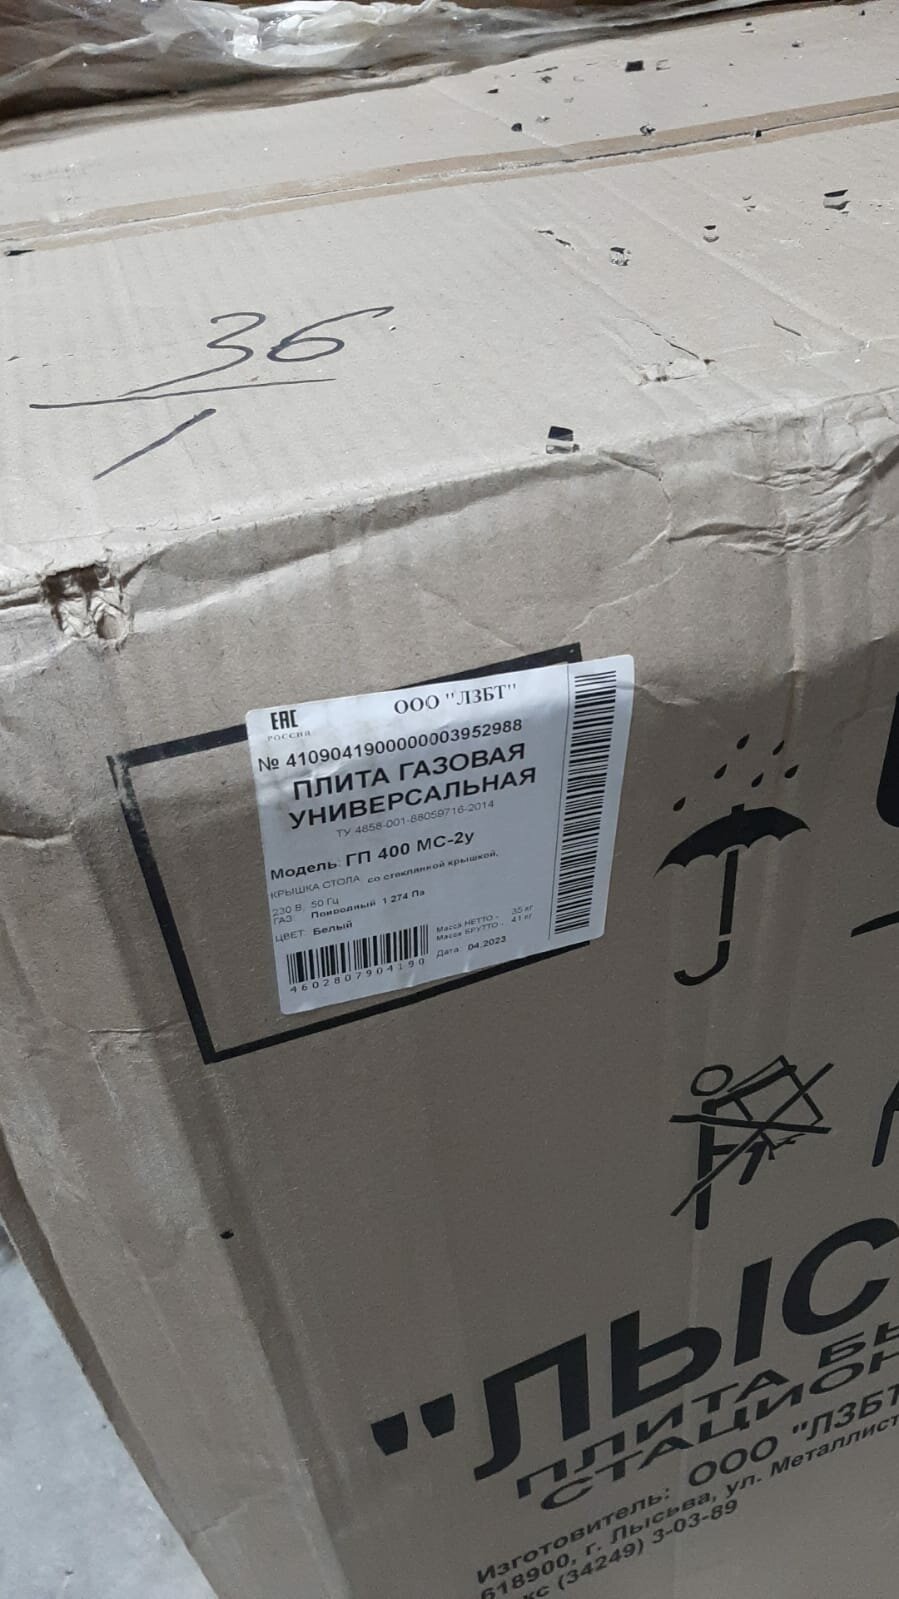 36
1
ЕАС
РОССИЯ
ООО "ЛЗБТ"
№ 4109041900000003952988
ПЛИТА ГАЗОВАЯ
УНИВЕРСАЛЬНАЯ
ТУ 4858-001-88059716-2014
Модель: ГП 400 МС-2у
КРЫШКА СТОЛА со стеклянной крышкой,
230 В, 50 Гц
ГАЗ: Природный 1 274 Па
ЦВЕТ: Белый
Масса НЕТТО - 35 кг
Масса БРУТТО - 41 кг
Дата: 04.2023
4602807904190
"ЛЫС
ПЛИТА БЫ
СТАЦИОН
Изготовитель: ООО "ЛЗБТ
618900, г. Лысьва, ул. Металлист
кс (34249) 3-03-89